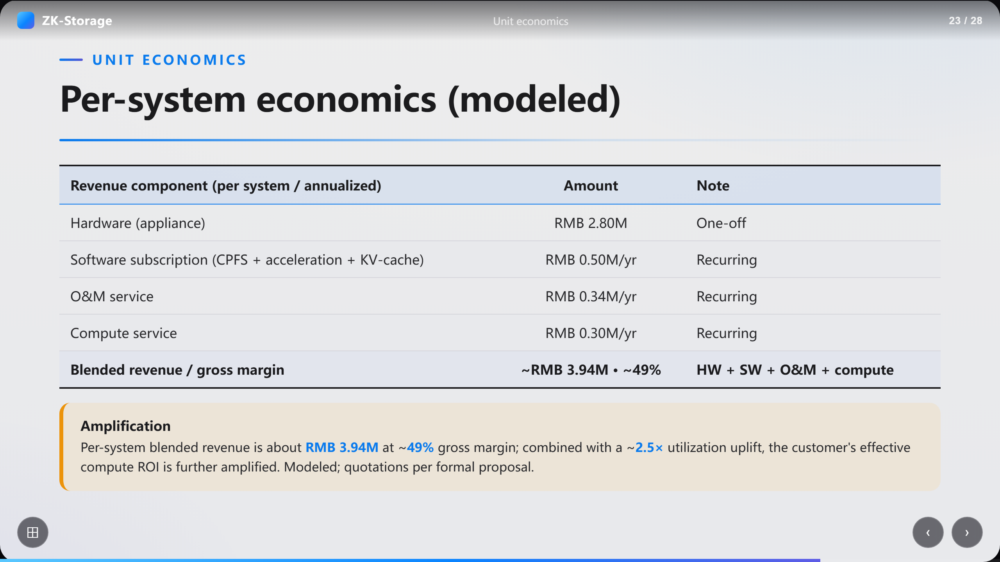 ZK-Storage
Unit economics
23 / 28
UNIT ECONOMICS
Per-system economics (modeled)
Revenue component (per system / annualized) Amount Note
Hardware (appliance) RMB 2.80M One-off
Software subscription (CPFS + acceleration + KV-cache) RMB 0.50M/yr Recurring
O&M service RMB 0.34M/yr Recurring
Compute service RMB 0.30M/yr Recurring
Blended revenue / gross margin ~RMB 3.94M • ~49% HW + SW + O&M + compute
Amplification
Per-system blended revenue is about RMB 3.94M at ~49% gross margin; combined with a ~2.5× utilization uplift, the customer's effective
compute ROI is further amplified. Modeled; quotations per formal proposal.